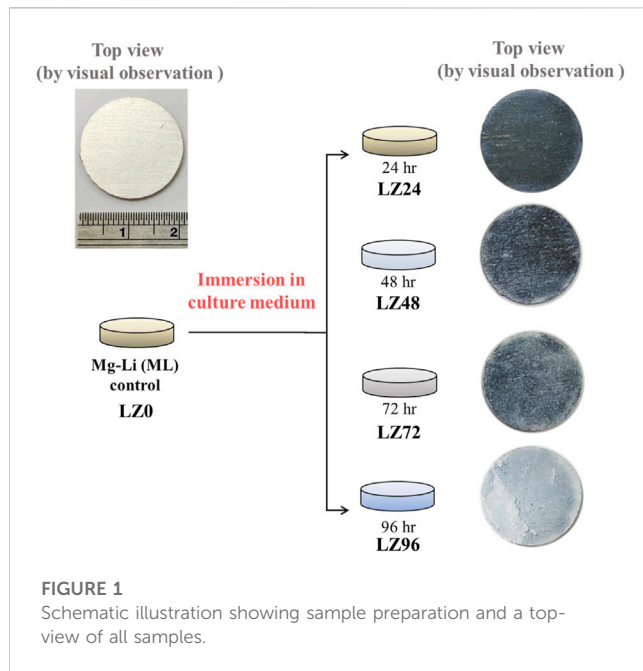 Top view
(by visual observation )
1
2
Mg-Li (ML)
control
LZ0
Immersion in
culture medium
Top view
(by visual observation )
24 hr
LZ24
48 hr
LZ48
72 hr
LZ72
96 hr
LZ96
FIGURE 1
Schematic illustration showing sample preparation and a top-
view of all samples.